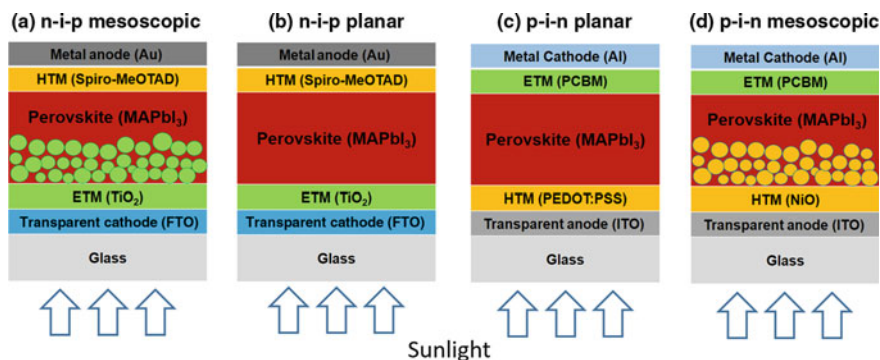 (a) n-i-p mesoscopic
Metal anode (Au)
HTM (Spiro-MeOTAD)
Perovskite (MAPbI₃)
ETM (TiO₂)
Transparent cathode (FTO)
Glass
(b) n-i-p planar
Metal anode (Au)
HTM (Spiro-MeOTAD)
Perovskite (MAPbI₃)
ETM (TiO₂)
Transparent cathode (FTO)
Glass
(c) p-i-n planar
Metal Cathode (Al)
ETM (PCBM)
Perovskite (MAPbI₃)
HTM (PEDOT:PSS)
Transparent anode (ITO)
Glass
(d) p-i-n mesoscopic
Metal Cathode (Al)
ETM (PCBM)
Perovskite (MAPbI₃)
HTM (NiO)
Transparent anode (ITO)
Glass
Sunlight